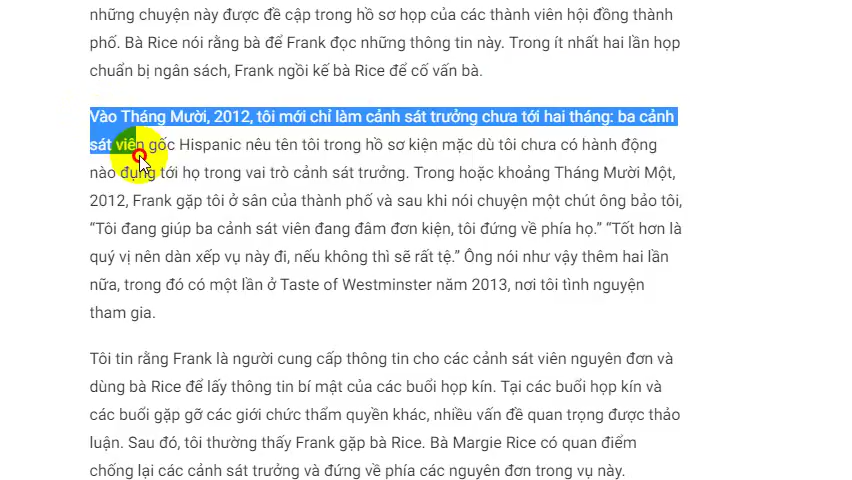 những chuyện này được đề cập trong hồ sơ họp của các thành viên hội đồng thành
phố. Bà Rice nói rằng bà để Frank đọc những thông tin này. Trong ít nhất hai lần họp
chuẩn bị ngân sách, Frank ngồi kế bà Rice để cố vấn bà.
Vào Tháng Mười, 2012, tôi mới chỉ làm cảnh sát trưởng chưa tới hai tháng: ba cảnh
sát viên gốc Hispanic nêu tên tôi trong hồ sơ kiện mặc dù tôi chưa có hành động
nào đụng tới họ trong vai trò cảnh sát trưởng. Trong hoặc khoảng Tháng Mười Một,
2012, Frank gặp tôi ở sân của thành phố và sau khi nói chuyện một chút ông bảo tôi,
“Tôi đang giúp ba cảnh sát viên đang đâm đơn kiện, tôi đứng về phía họ.” “Tốt hơn là
quý vị nên dàn xếp vụ này đi, nếu không thì sẽ rất tệ.” Ông nói như vậy thêm hai lần
nữa, trong đó có một lần ở Taste of Westminster năm 2013, nơi tôi tình nguyện
tham gia.
Tôi tin rằng Frank là người cung cấp thông tin cho các cảnh sát viên nguyên đơn và
dùng bà Rice để lấy thông tin bí mật của các buổi họp kín. Tại các buổi họp kín và
các buổi gặp gỡ các giới chức thẩm quyền khác, nhiều vấn đề quan trọng được thảo
luận. Sau đó, tôi thường thấy Frank gặp bà Rice. Bà Margie Rice có quan điểm
chống lại các cảnh sát trưởng và đứng về phía các nguyên đơn trong vụ này.